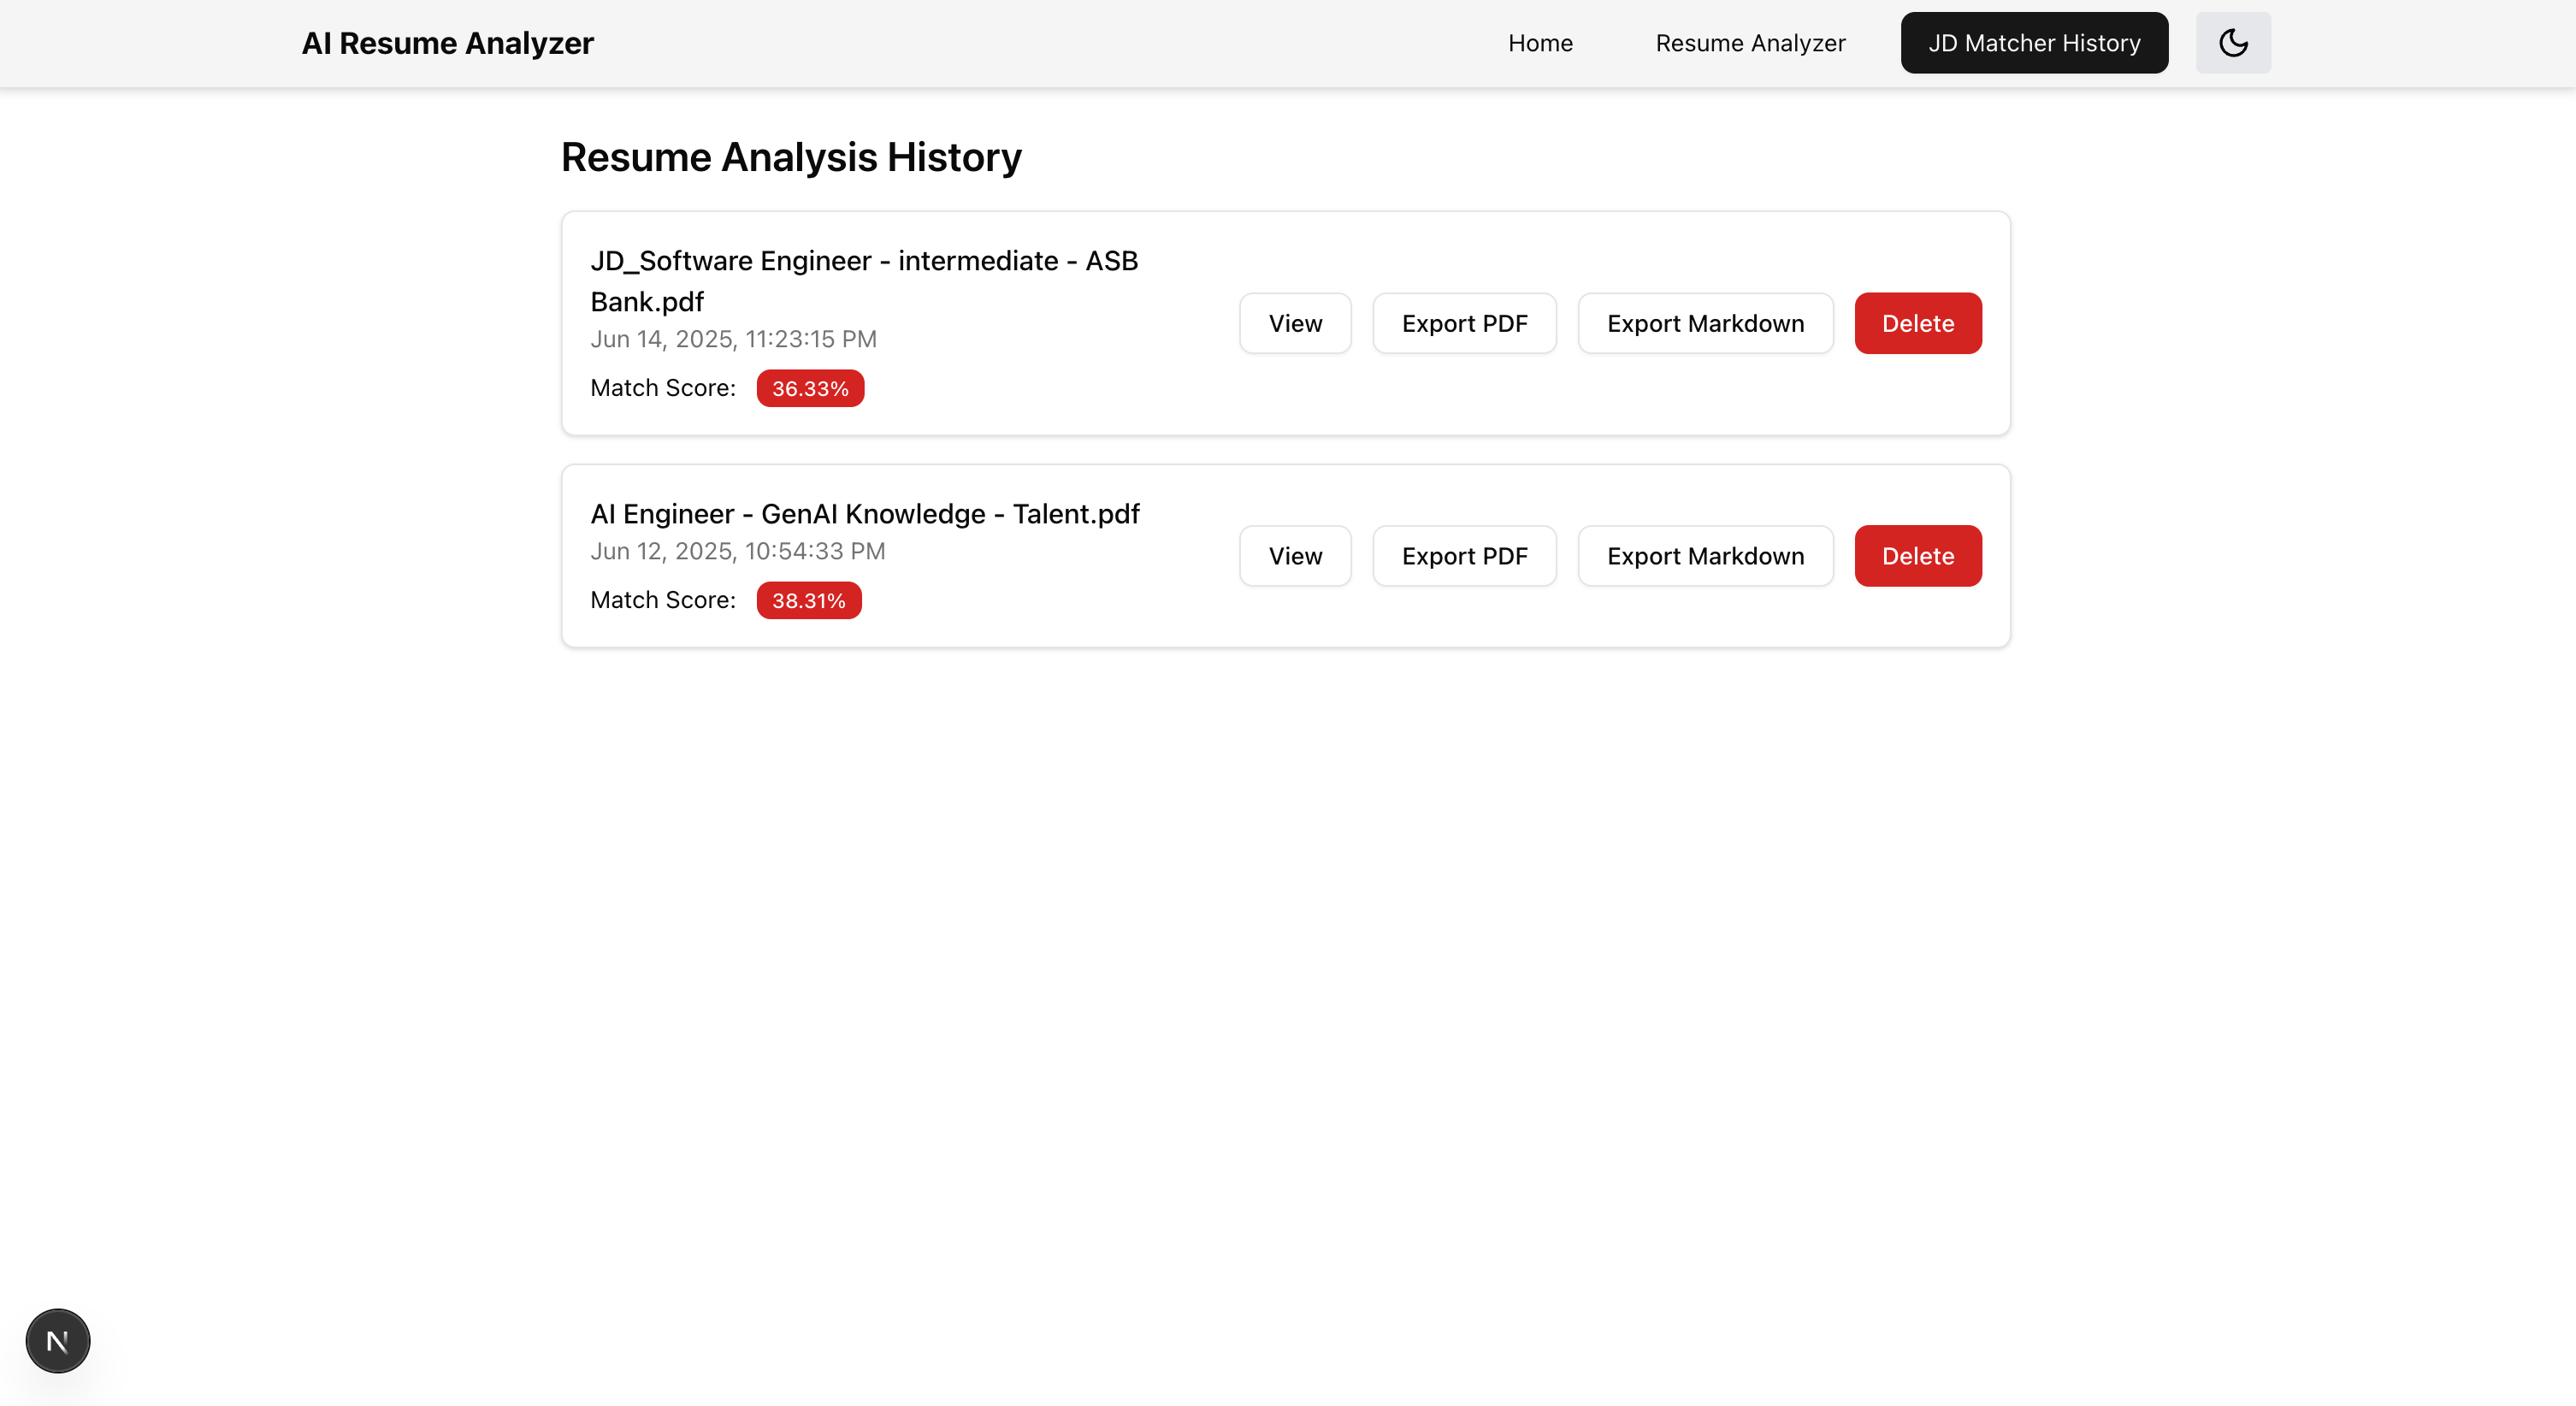 AI Resume Analyzer
Home
Resume Analyzer
JD Matcher History
Resume Analysis History
JD_Software Engineer - intermediate - ASB
Bank.pdf
Jun 14, 2025, 11:23:15 PM
Match Score:
36.33%
View
Export PDF
Export Markdown
Delete
AI Engineer - GenAI Knowledge - Talent.pdf
Jun 12, 2025, 10:54:33 PM
Match Score:
38.31%
View
Export PDF
Export Markdown
Delete
N